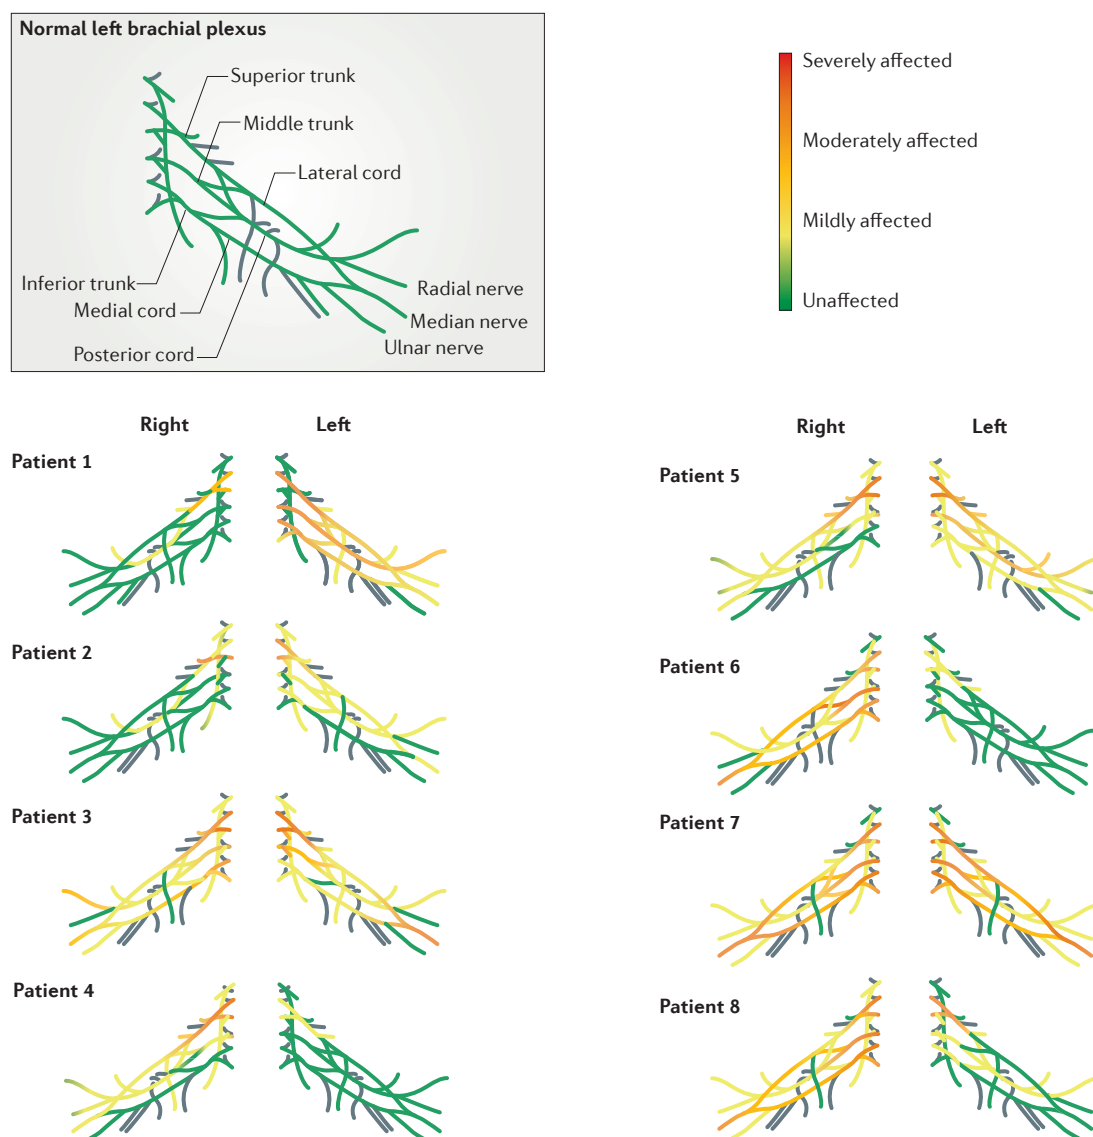 Normal left brachial plexus
Superior trunk
Middle trunk
Lateral cord
Inferior trunk
Medial cord
Posterior cord
Radial nerve
Median nerve
Ulnar nerve
Severely affected
Moderately affected
Mildly affected
Unaffected
Right Left
Patient 1
Patient 2
Patient 3
Patient 4
Right Left
Patient 5
Patient 6
Patient 7
Patient 8